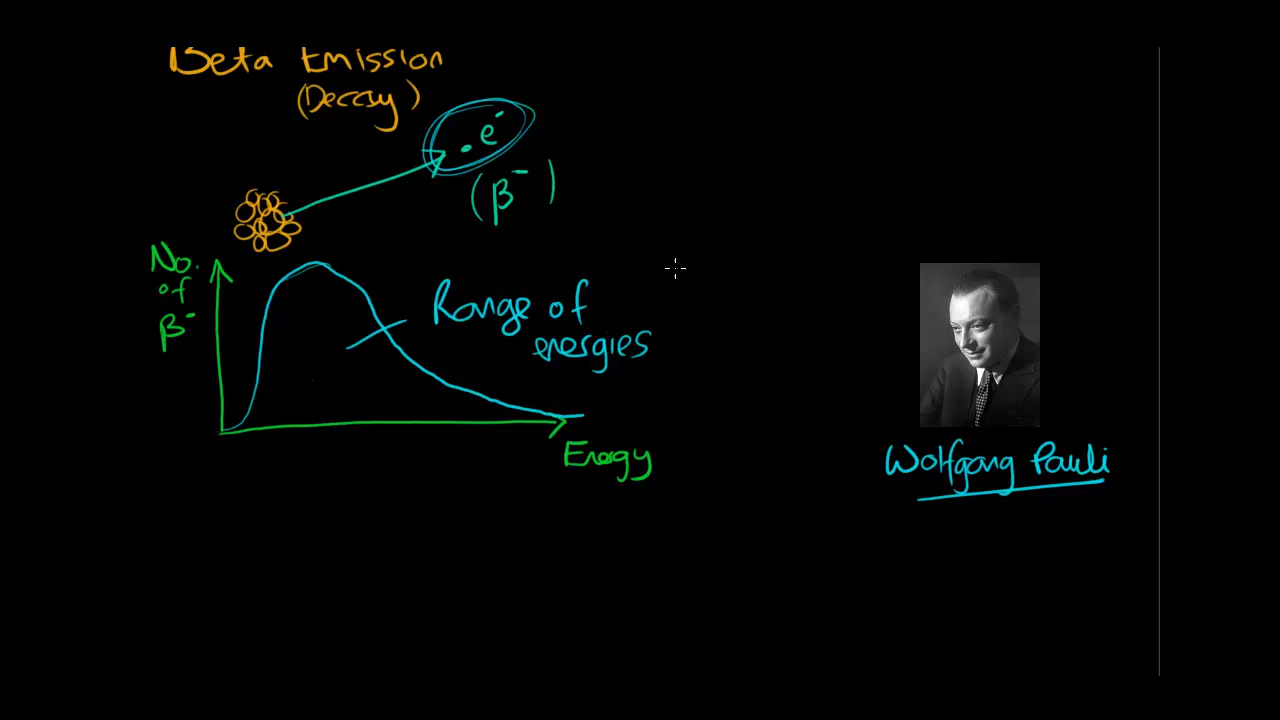 Beta Emission
(Decay)
e⁻
(β⁻)
No.
of
β⁻
Range of
energies
Energy
Wolfgang Pauli